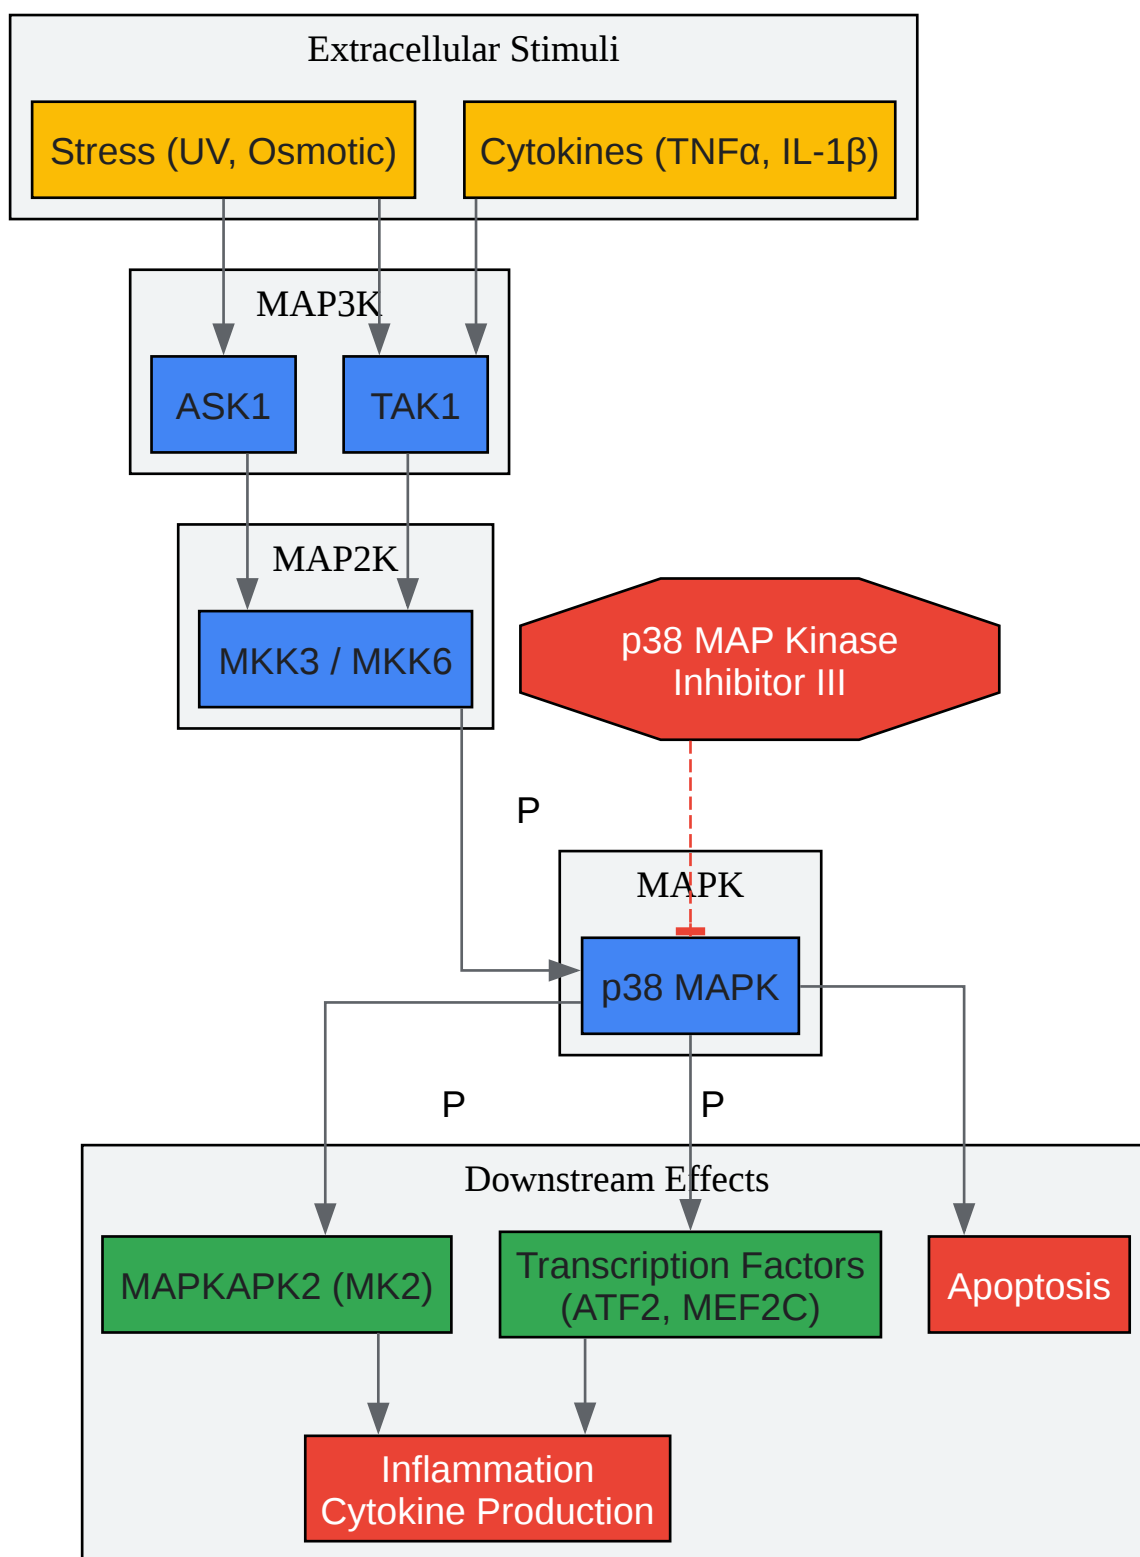 Extracellular Stimuli
Stress (UV, Osmotic)
Cytokines (TNFα, IL-1β)
MAP3K
ASK1
TAK1
MAP2K
MKK3 / MKK6
p38 MAP Kinase
Inhibitor III
P
MAPK
p38 MAPK
P
P
Downstream Effects
MAPKAPK2 (MK2)
Transcription Factors
(ATF2, MEF2C)
Apoptosis
Inflammation
Cytokine Production